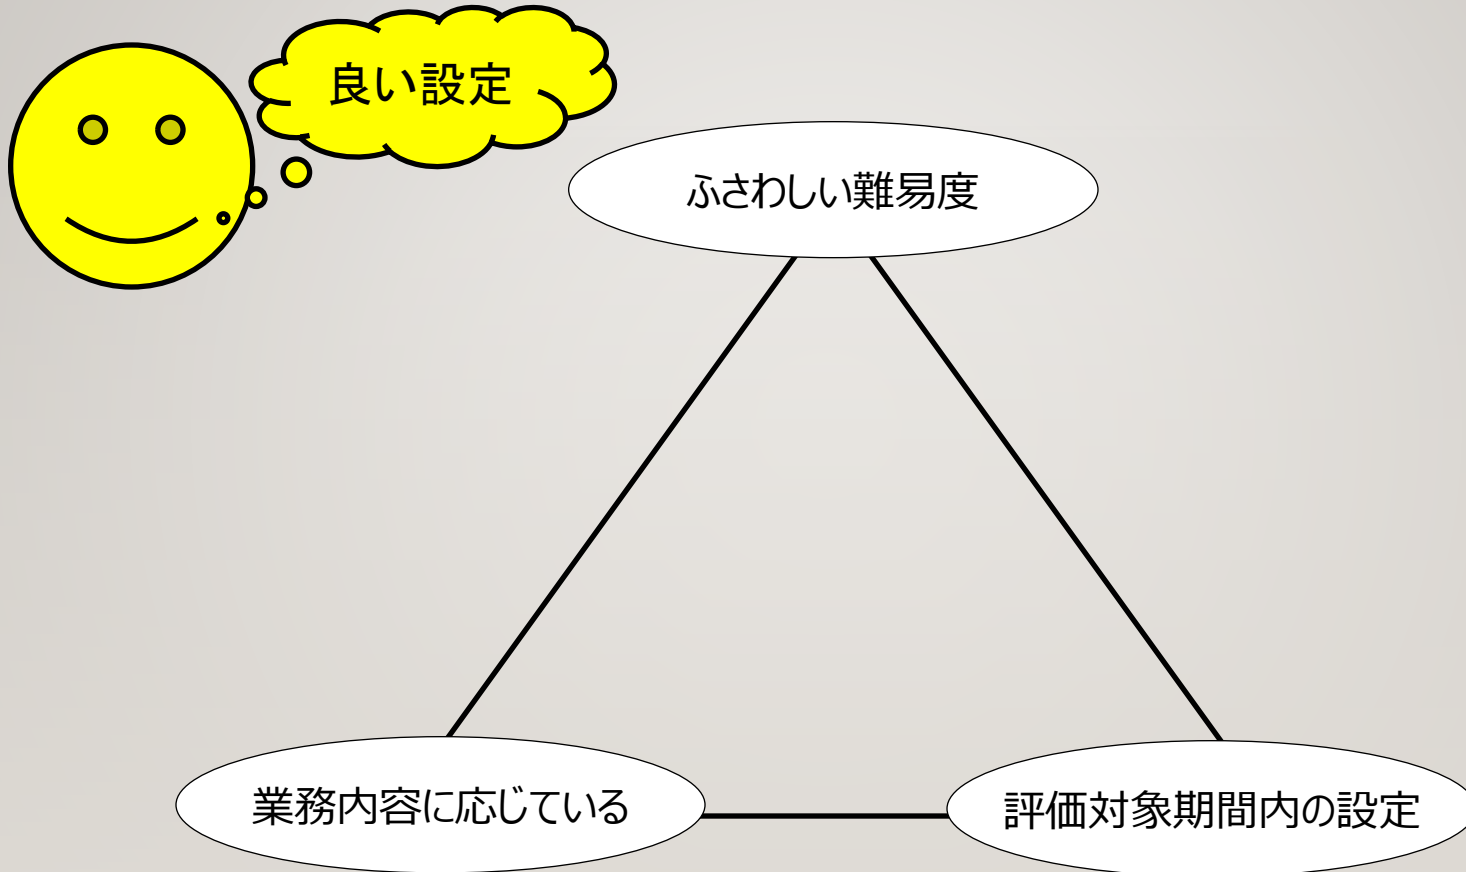 良い設定
ふさわしい難易度
業務内容に応じている
評価対象期間内の設定